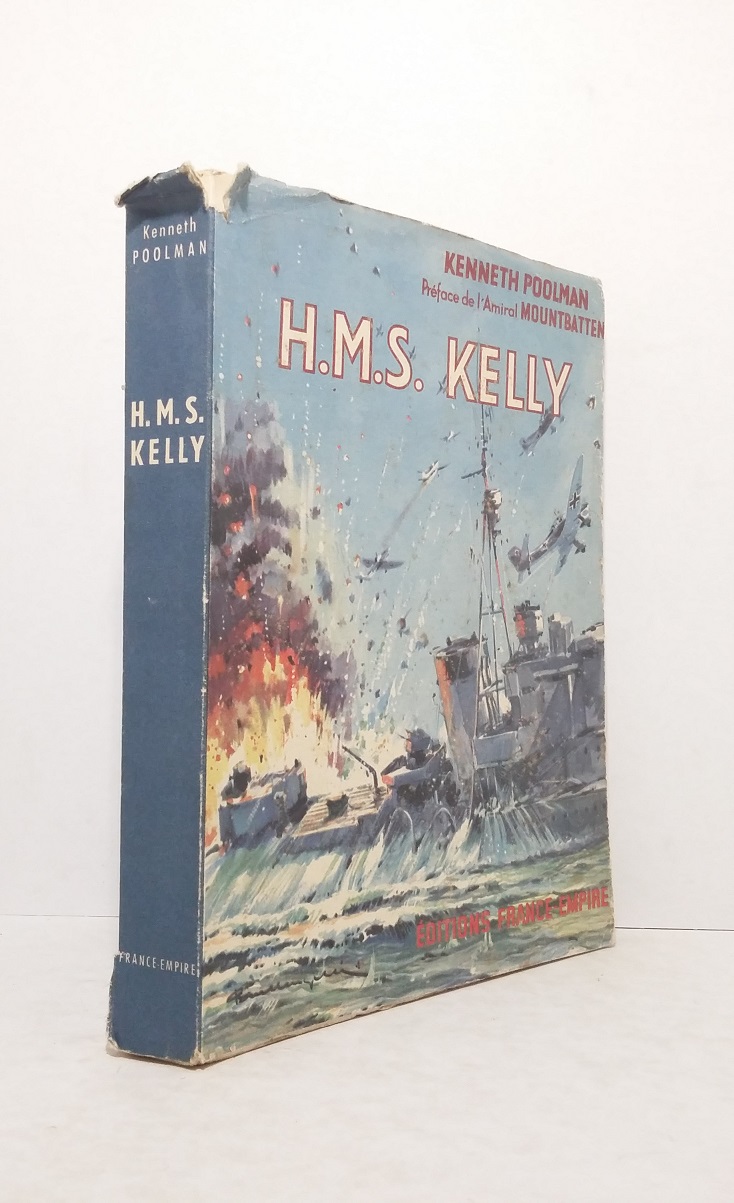 Kenneth
POOLMAN
H.M.S.
KELLY
FRANCE-EMPIRE
KENNETH POOLMAN
Préface de l'Amiral MOUNTBATTEN
H.M.S. KELLY
ÉDITIONS FRANCE-EMPIRE